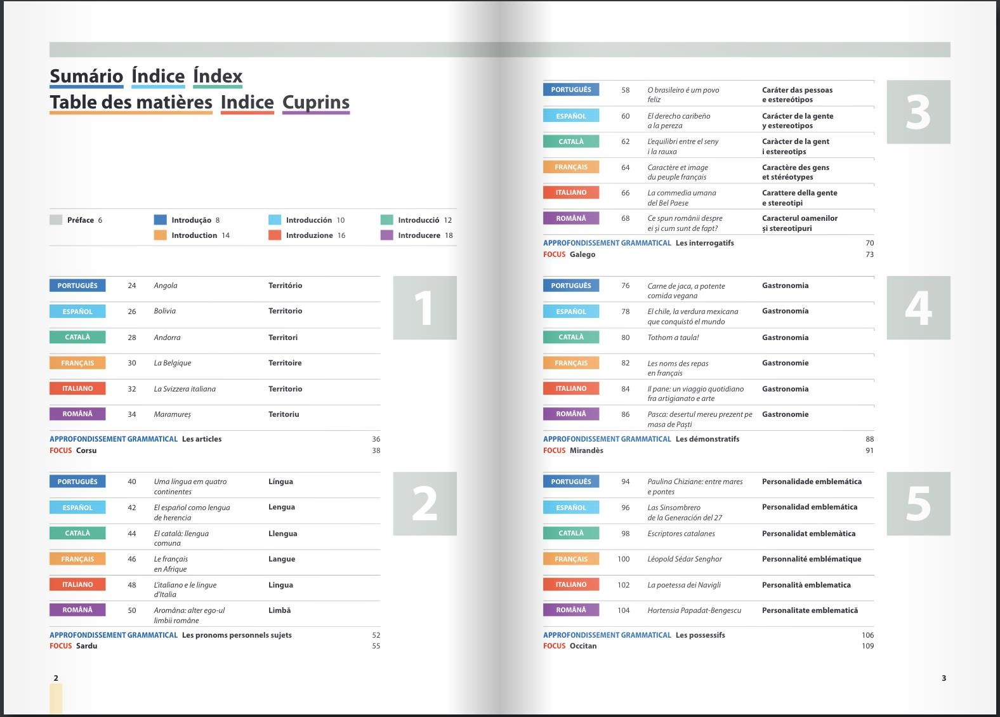 Sumário Índice Índex
Table des matières Indice Cuprins
Préface 6
Introdução 8
Introducción 10
Introducció 12
Introduction 14
Introduzione 16
Introducere 18
1
PORTUGUÊS 24 Angola Território
ESPAÑOL 26 Bolivia Territorio
CATALÀ 28 Andorra Territori
FRANÇAIS 30 La Belgique Territoire
ITALIANO 32 La Svizzera italiana Territorio
ROMÂNĂ 34 Maramureș Teritoriu
APPROFONDISSEMENT GRAMMATICAL Les articles 36
FOCUS Corsu 38
2
PORTUGUÊS 40 Uma língua em quatro Língua
continentes
ESPAÑOL 42 El español como lengua Lengua
de herencia
CATALÀ 44 El català: llengua Llengua
comuna
FRANÇAIS 46 Le français Langue
en Afrique
ITALIANO 48 L'italiano e le lingue Lingua
d'Italia
ROMÂNĂ 50 Aromâna: alter ego-ul Limbă
limbii române
APPROFONDISSEMENT GRAMMATICAL Les pronoms personnels sujets 52
FOCUS Sardu 55
2
3
PORTUGUÊS 58 O brasileiro é um povo Caráter das pessoas
feliz e estereótipos
ESPAÑOL 60 El derecho caribeño Carácter de la gente
a la pereza y estereotipos
CATALÀ 62 L'equilibri entre el seny Caràcter de la gent
i la rauxa i estereotips
FRANÇAIS 64 Caractère et image Caractère des gens
du peuple français et stéréotypes
ITALIANO 66 La commedia umana Carattere della gente
del Bel Paese e stereotipi
ROMÂNĂ 68 Ce spun românii despre Caracterul oamenilor
ei și cum sunt de fapt? și stereotipuri
APPROFONDISSEMENT GRAMMATICAL Les interrogatifs 70
FOCUS Galego 73
4
PORTUGUÊS 76 Carne de jaca, a potente Gastronomia
comida vegana
ESPAÑOL 78 El chile, la verdura mexicana Gastronomía
que conquistó el mundo
CATALÀ 80 Tothom a taula! Gastronomia
FRANÇAIS 82 Les noms des repas Gastronomie
en français
ITALIANO 84 Il pane: un viaggio quotidiano Gastronomia
fra artigianato e arte
ROMÂNĂ 86 Pasca: desertul mereu prezent pe Gastronomie
masa de Paști
APPROFONDISSEMENT GRAMMATICAL Les démonstratifs 88
FOCUS Mirandès 91
5
PORTUGUÊS 94 Paulina Chiziane: entre mares Personalidade emblemática
e pontes
ESPAÑOL 96 Las Sinsombrero Personalidad emblemática
de la Generación del 27
CATALÀ 98 Escriptores catalanes Personalidat emblemàtica
FRANÇAIS 100 Léopold Sédar Senghor Personnalité emblématique
ITALIANO 102 La poetessa dei Navigli Personalità emblematica
ROMÂNĂ 104 Hortensia Papadat-Bengescu Personalitate emblematică
APPROFONDISSEMENT GRAMMATICAL Les possessifs 106
FOCUS Occitan 109
3